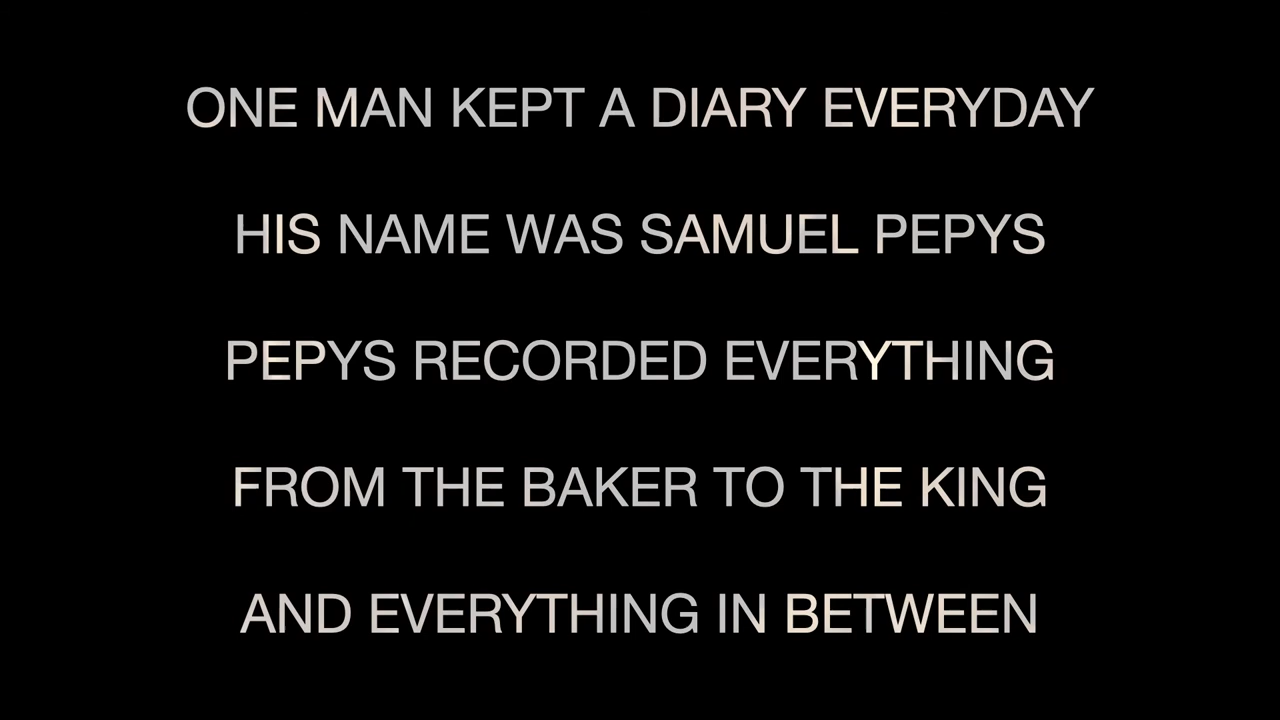 ONE MAN KEPT A DIARY EVERYDAY
HIS NAME WAS SAMUEL PEPYS
PEPYS RECORDED EVERYTHING
FROM THE BAKER TO THE KING
AND EVERYTHING IN BETWEEN